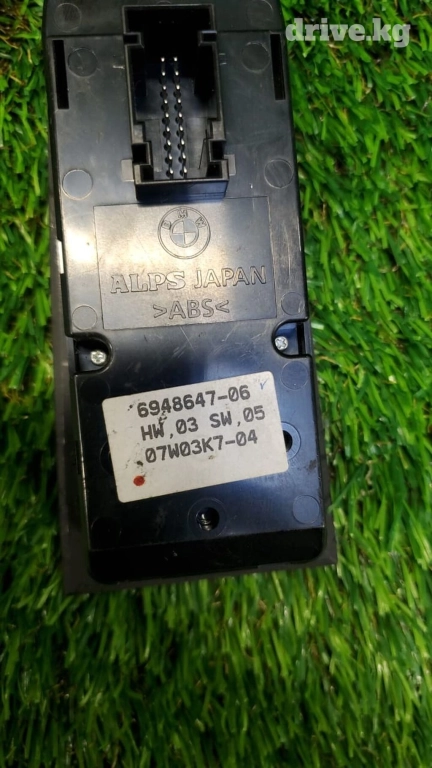 drive.kg
BMW
ALPS JAPAN
>ABS<
6948647-06
HW,03 SW,05
07W03K7-04